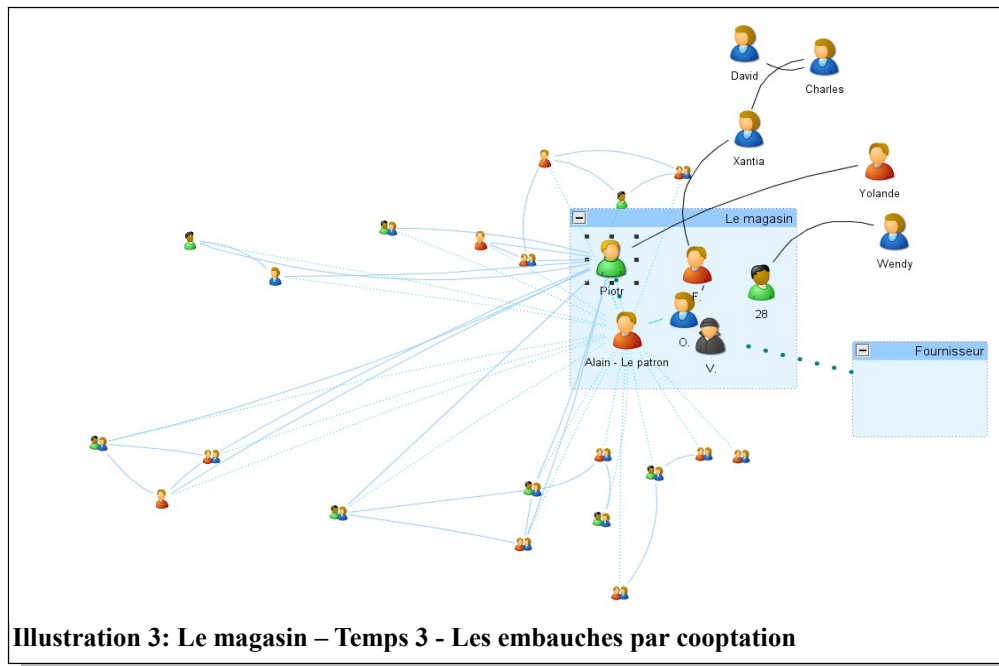 David
Charles
Xantia
Yolande
Le magasin
Wendy
Piotr
F.
28
O.
Alain - Le patron
V.
Fournisseur
Illustration 3: Le magasin – Temps 3 - Les embauches par cooptation